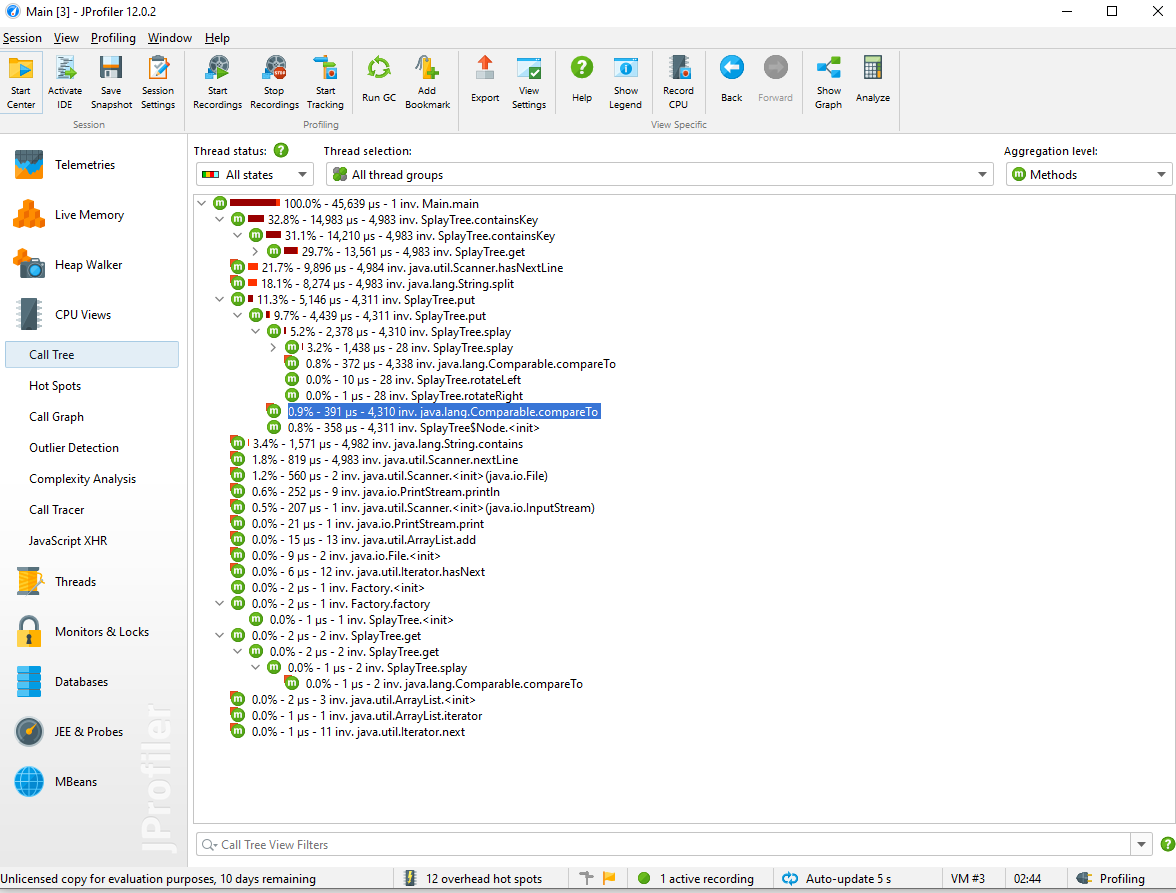 Main [3] - JProfiler 12.0.2
Session View Profiling Window Help
Start Center
Activate IDE
Save Snapshot
Session Settings
Start Recordings
Stop Recordings
Start Tracking
Run GC
Add Bookmark
Export
View Settings
Help
Show Legend
Record CPU
Back
Forward
Show Graph
Analyze
Session
Profiling
View Specific
Telemetries
Live Memory
Heap Walker
CPU Views
Call Tree
Hot Spots
Call Graph
Outlier Detection
Complexity Analysis
Call Tracer
JavaScript XHR
Threads
Monitors & Locks
Databases
JEE & Probes
MBeans
JProfiler
Thread status:
Thread selection:
Aggregation level:
All states
All thread groups
Methods
100.0% - 45,639 µs - 1 inv. Main.main
32.8% - 14,983 µs - 4,983 inv. SplayTree.containsKey
31.1% - 14,210 µs - 4,983 inv. SplayTree.containsKey
29.7% - 13,561 µs - 4,983 inv. SplayTree.get
21.7% - 9,896 µs - 4,984 inv. java.util.Scanner.hasNextLine
18.1% - 8,274 µs - 4,983 inv. java.lang.String.split
11.3% - 5,146 µs - 4,311 inv. SplayTree.put
9.7% - 4,439 µs - 4,311 inv. SplayTree.put
5.2% - 2,378 µs - 4,310 inv. SplayTree.splay
3.2% - 1,438 µs - 28 inv. SplayTree.splay
0.8% - 372 µs - 4,338 inv. java.lang.Comparable.compareTo
0.0% - 10 µs - 28 inv. SplayTree.rotateLeft
0.0% - 1 µs - 28 inv. SplayTree.rotateRight
0.9% - 391 µs - 4,310 inv. java.lang.Comparable.compareTo
0.8% - 358 µs - 4,311 inv. SplayTree$Node.<init>
3.4% - 1,571 µs - 4,982 inv. java.lang.String.contains
1.8% - 819 µs - 4,983 inv. java.util.Scanner.nextLine
1.2% - 560 µs - 2 inv. java.util.Scanner.<init>(java.io.File)
0.6% - 252 µs - 9 inv. java.io.PrintStream.println
0.5% - 207 µs - 1 inv. java.util.Scanner.<init>(java.io.InputStream)
0.0% - 21 µs - 1 inv. java.io.PrintStream.print
0.0% - 15 µs - 13 inv. java.util.ArrayList.add
0.0% - 9 µs - 2 inv. java.io.File.<init>
0.0% - 6 µs - 12 inv. java.util.Iterator.hasNext
0.0% - 2 µs - 1 inv. Factory.<init>
0.0% - 2 µs - 1 inv. Factory.factory
0.0% - 1 µs - 1 inv. SplayTree.<init>
0.0% - 2 µs - 2 inv. SplayTree.get
0.0% - 2 µs - 2 inv. SplayTree.get
0.0% - 1 µs - 2 inv. SplayTree.splay
0.0% - 1 µs - 2 inv. java.lang.Comparable.compareTo
0.0% - 2 µs - 3 inv. java.util.ArrayList.<init>
0.0% - 1 µs - 1 inv. java.util.ArrayList.iterator
0.0% - 1 µs - 11 inv. java.util.Iterator.next
Call Tree View Filters
Unlicensed copy for evaluation purposes, 10 days remaining
12 overhead hot spots
1 active recording
Auto-update 5 s
VM #3
02:44
Profiling